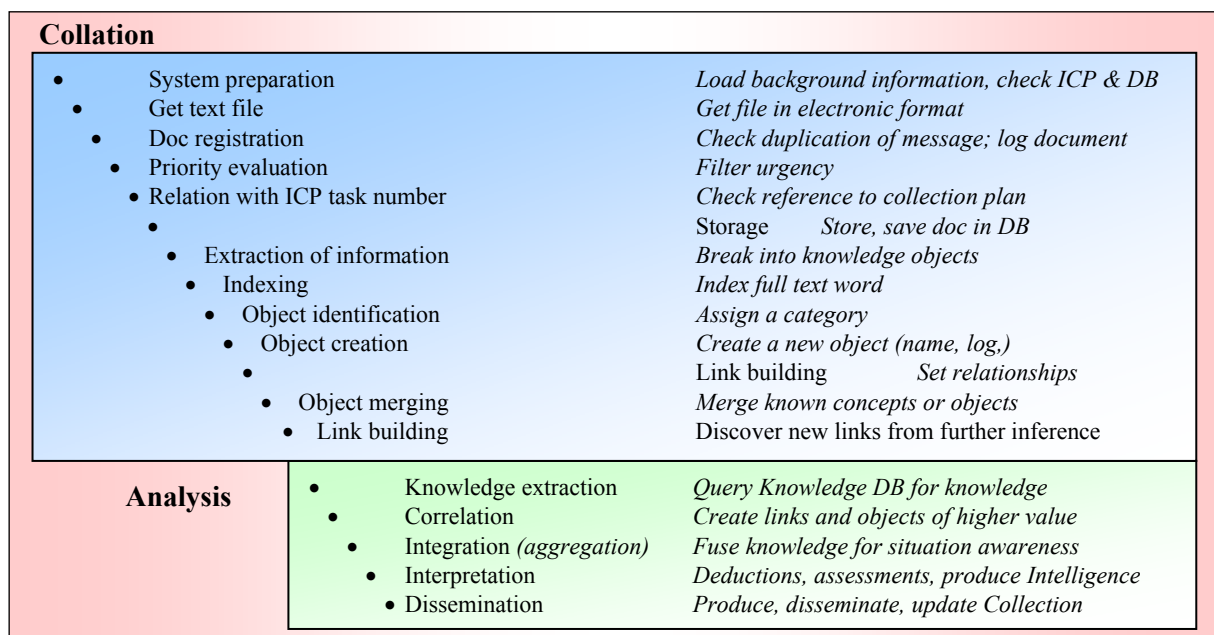 Collation
• System preparation Load background information, check ICP & DB
• Get text file Get file in electronic format
• Doc registration Check duplication of message; log document
• Priority evaluation Filter urgency
• Relation with ICP task number Check reference to collection plan
• Storage Store, save doc in DB
• Extraction of information Break into knowledge objects
• Indexing Index full text word
• Object identification Assign a category
• Object creation Create a new object (name, log,)
• Link building Set relationships
• Object merging Merge known concepts or objects
• Link building Discover new links from further inference
Analysis
• Knowledge extraction Query Knowledge DB for knowledge
• Correlation Create links and objects of higher value
• Integration (aggregation) Fuse knowledge for situation awareness
• Interpretation Deductions, assessments, produce Intelligence
• Dissemination Produce, disseminate, update Collection